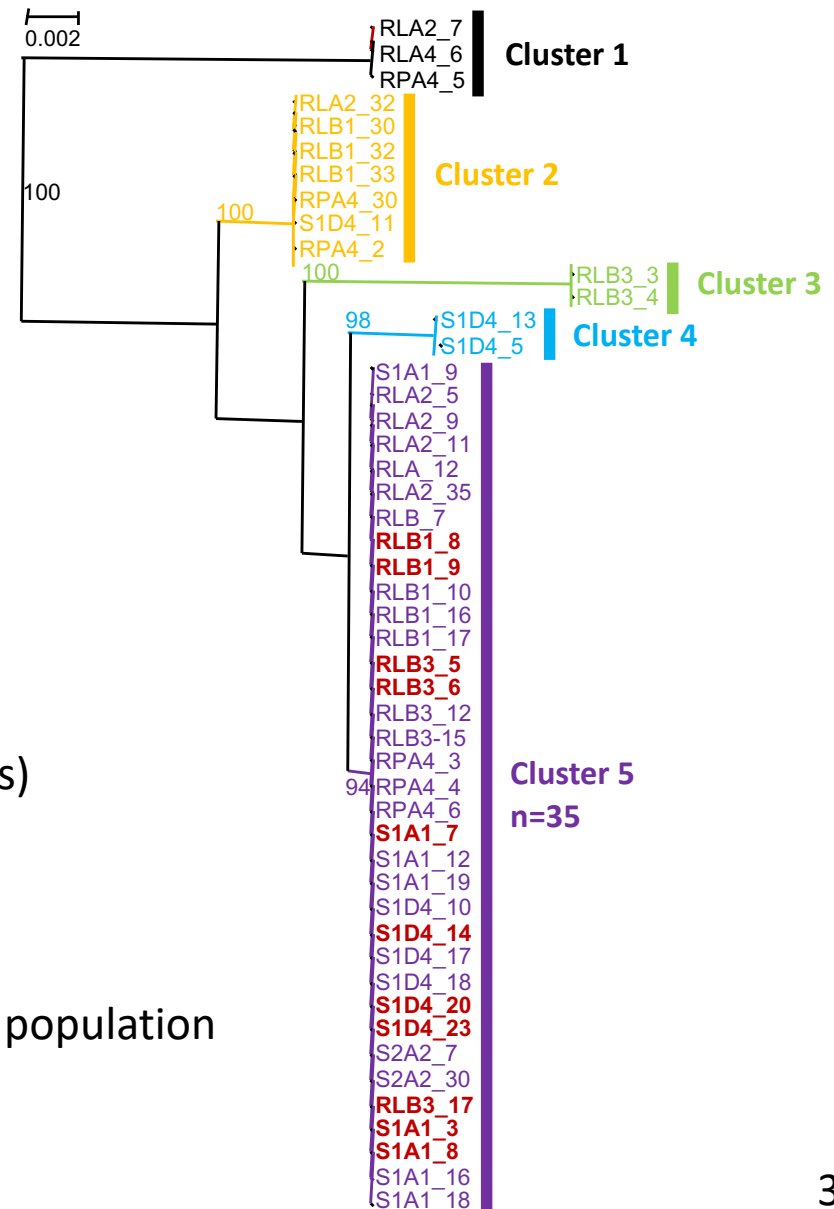 0.002
RLA2_7
RLA4_6
RPA4_5
Cluster 1
100
RLA2_32
RLB1_30
RLB1_32
RLB1_33
RPA4_30
S1D4_11
RPA4_2
Cluster 2
100
100
RLB3_3
RLB3_4
Cluster 3
98
S1D4_13
S1D4_5
Cluster 4
S1A1_9
RLA2_5
RLA2_9
RLA2_11
RLA_12
RLA2_35
RLB_7
RLB1_8
RLB1_9
RLB1_10
RLB1_16
RLB1_17
RLB3_5
RLB3_6
RLB3_12
RLB3-15
RPA4_3
RPA4_4
RPA4_6
S1A1_7
S1A1_12
S1A1_19
S1D4_10
S1D4_14
S1D4_17
S1D4_18
S1D4_20
S1D4_23
S2A2_7
S2A2_30
RLB3_17
S1A1_3
S1A1_8
S1A1_16
S1A1_18
94
Cluster 5
n=35
s)
population
3